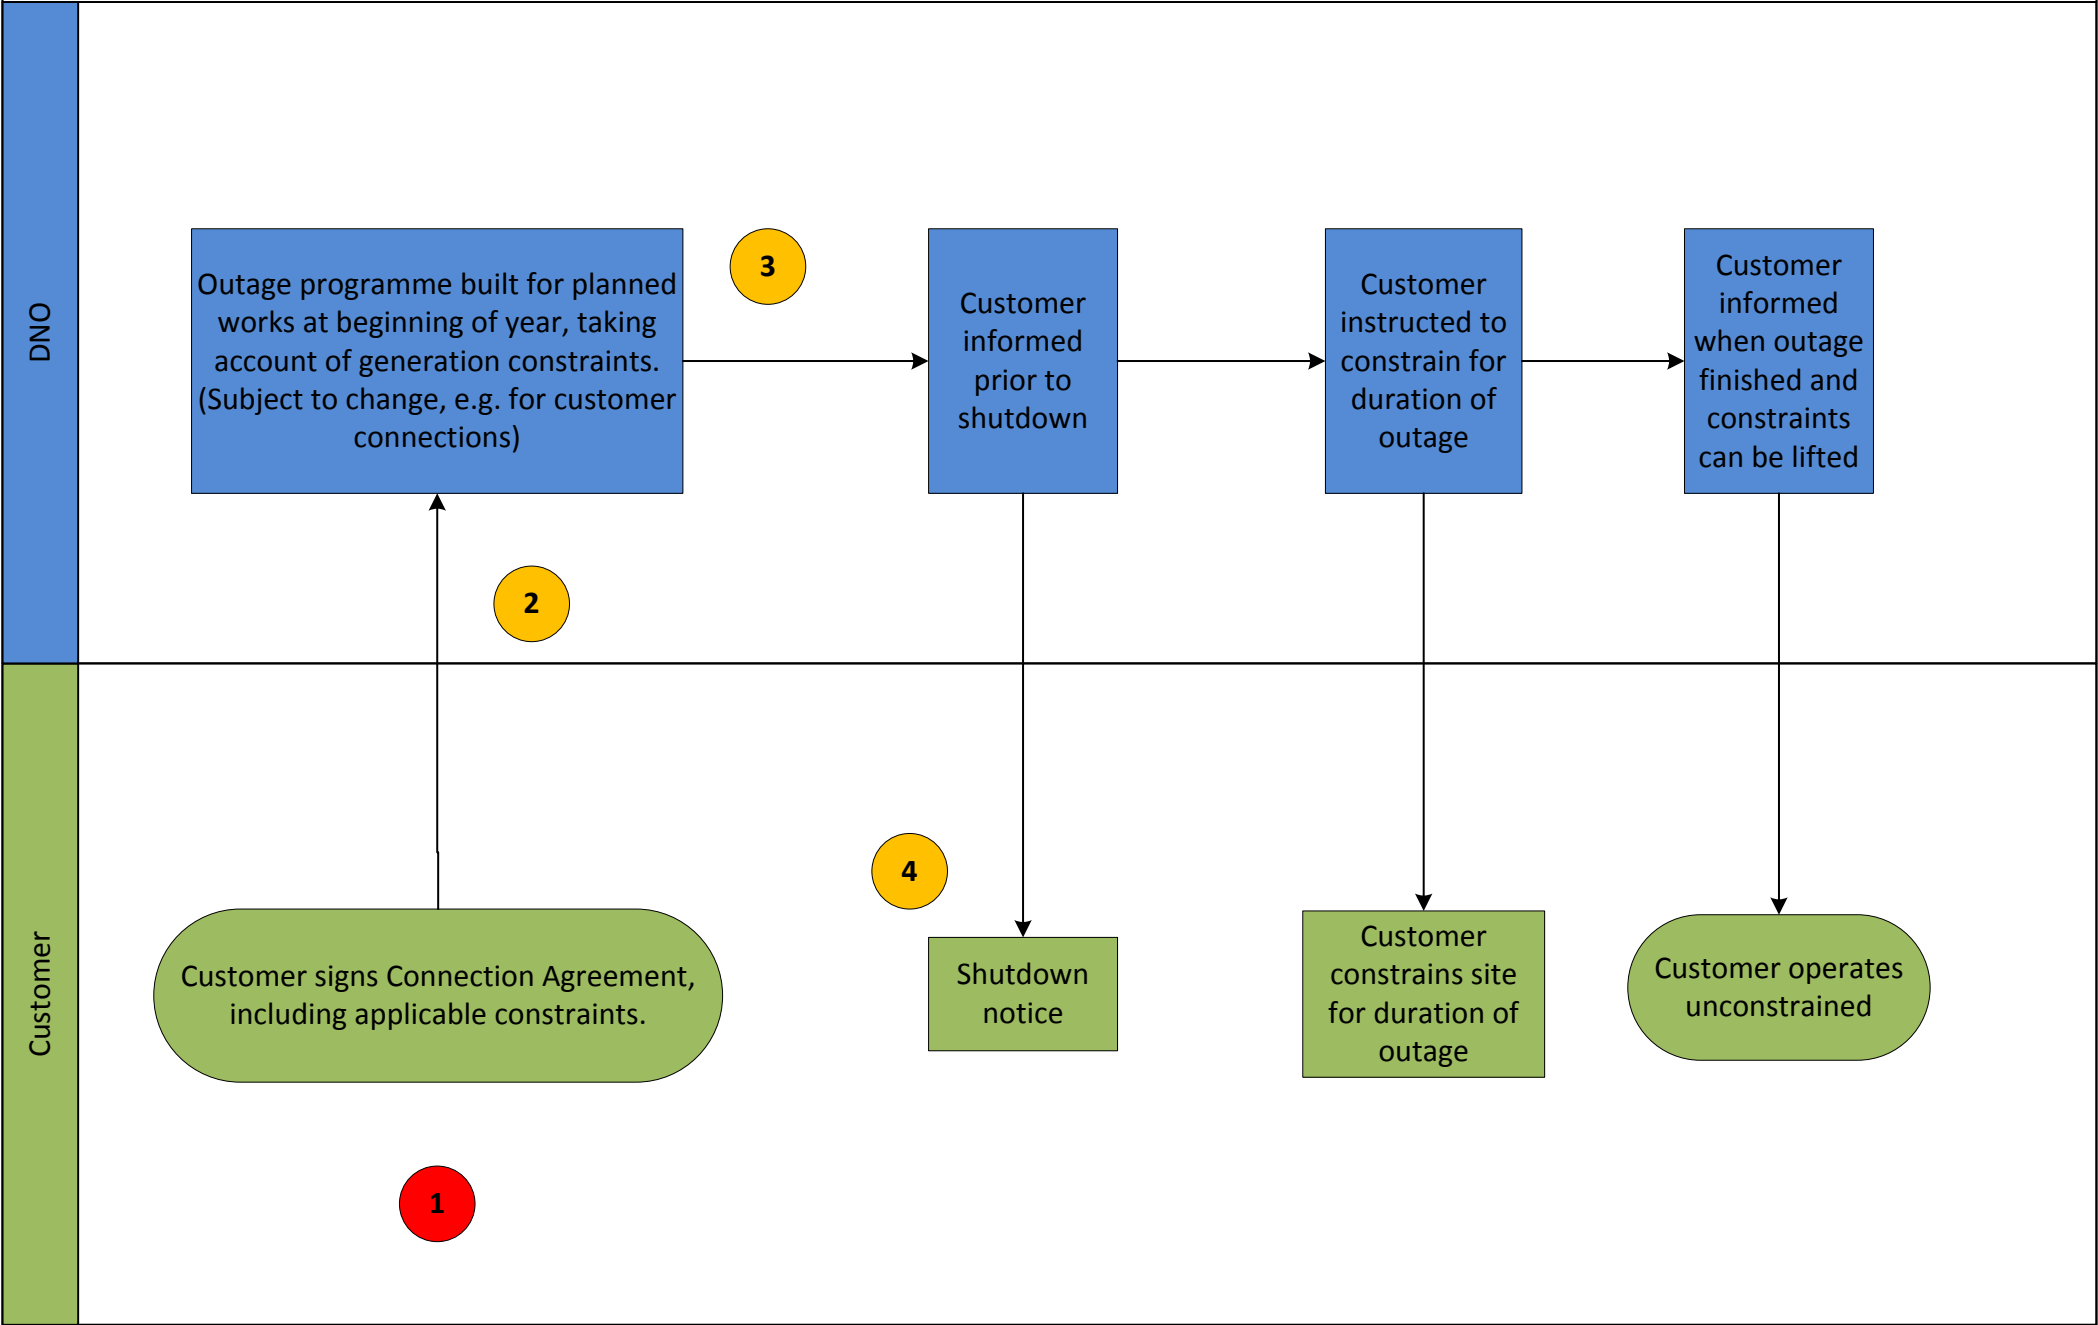 DNO
Outage programme built for planned
works at beginning of year, taking
account of generation constraints.
(Subject to change, e.g. for customer
connections)
3
Customer
informed
prior to
shutdown
Customer
instructed to
constrain for
duration of
outage
Customer
informed
when outage
finished and
constraints
can be lifted
2
Customer
Customer signs Connection Agreement,
including applicable constraints.
1
4
Shutdown
notice
Customer
constrains site
for duration of
outage
Customer operates
unconstrained